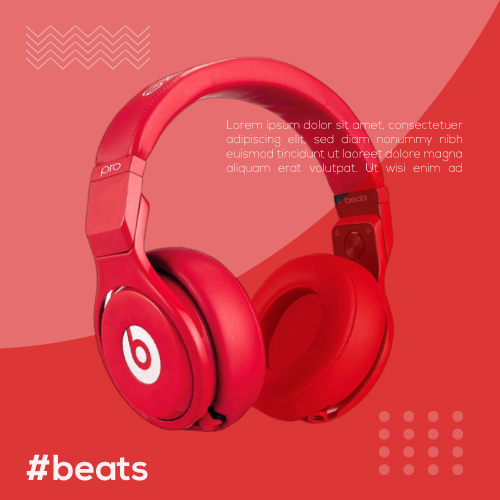 Lorem ipsum dolor sit amet, consectetuer
adipiscing elit, sed diam nonummy nibh
euismod tincidunt ut laoreet dolore magna
aliquam erat volutpat. Ut wisi enim ad
pro
beats
b
#beats